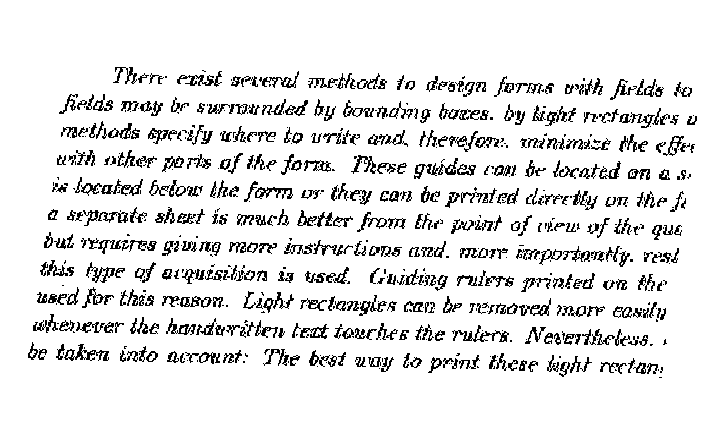 There exist several methods to design forms with fields to
fields may be surrounded by bounding boxes, by light rectangles o
methods specify where to write and, therefore, minimize the effe
with other parts of the form. These guides can be located on a s
is located below the form or they can be printed directly on the f
a separate sheet is much better from the point of view of the qua
but requires giving more instructions and, more importantly, rest
this type of acquisition is used. Guiding rulers printed on the
used for this reason. Light rectangles can be removed more easily
whenever the handwritten text touches the rulers. Nevertheless,
be taken into account: The best way to print these light rectan